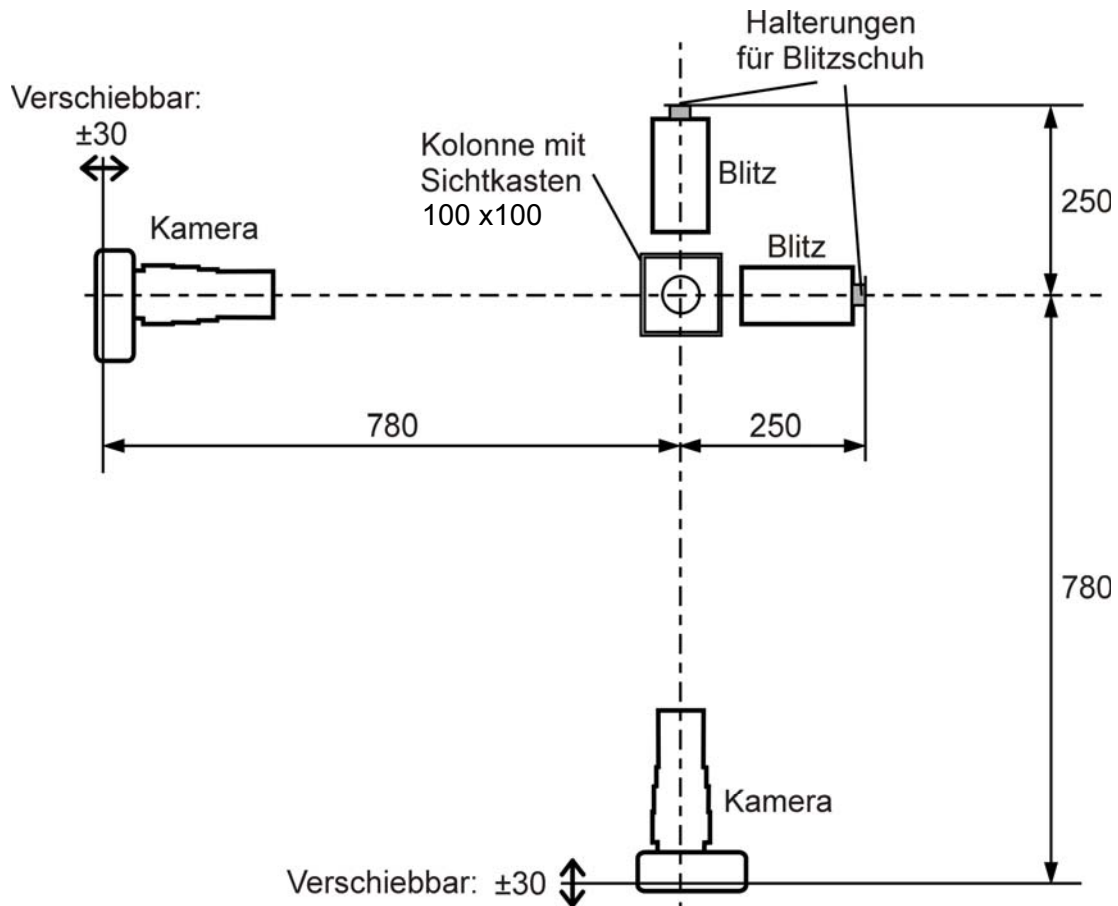 Halterungen
für Blitzschuh
Verschiebbar:
±30
Kolonne mit
Sichtkasten
100 x100
Blitz
250
Kamera
Blitz
780
250
780
Kamera
Verschiebbar: ±30